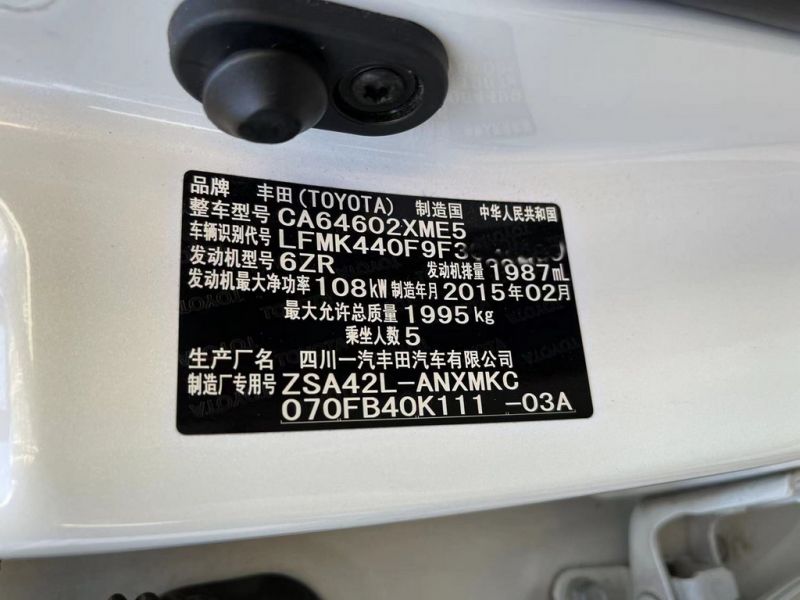 品牌 丰田(TOYOTA) 制造国 中华人民共和国
整车型号 CA64602XME5
车辆识别代号 LFMK440F9F3
发动机型号 6ZR 发动机排量 1987mL
发动机最大净功率 108kW 制造年月 2015年02月
最大允许总质量 1995kg
乘坐人数 5
生产厂名 四川一汽丰田汽车有限公司
制造厂专用号 ZSA42L-ANXMKC
070FB40K111 -03A